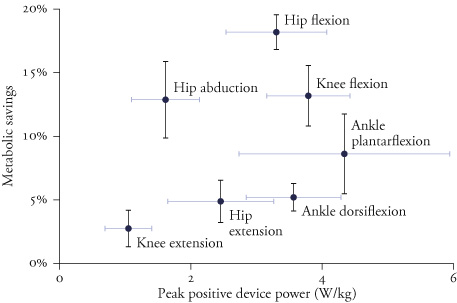 20%
Hip flexion
15%
Knee flexion
Hip abduction
Metabolic savings
Ankle
plantarflexion
10%
5%
Hip
extension
Ankle dorsiflexion
Knee extension
0%
0
2
4
6
Peak positive device power (W/kg)